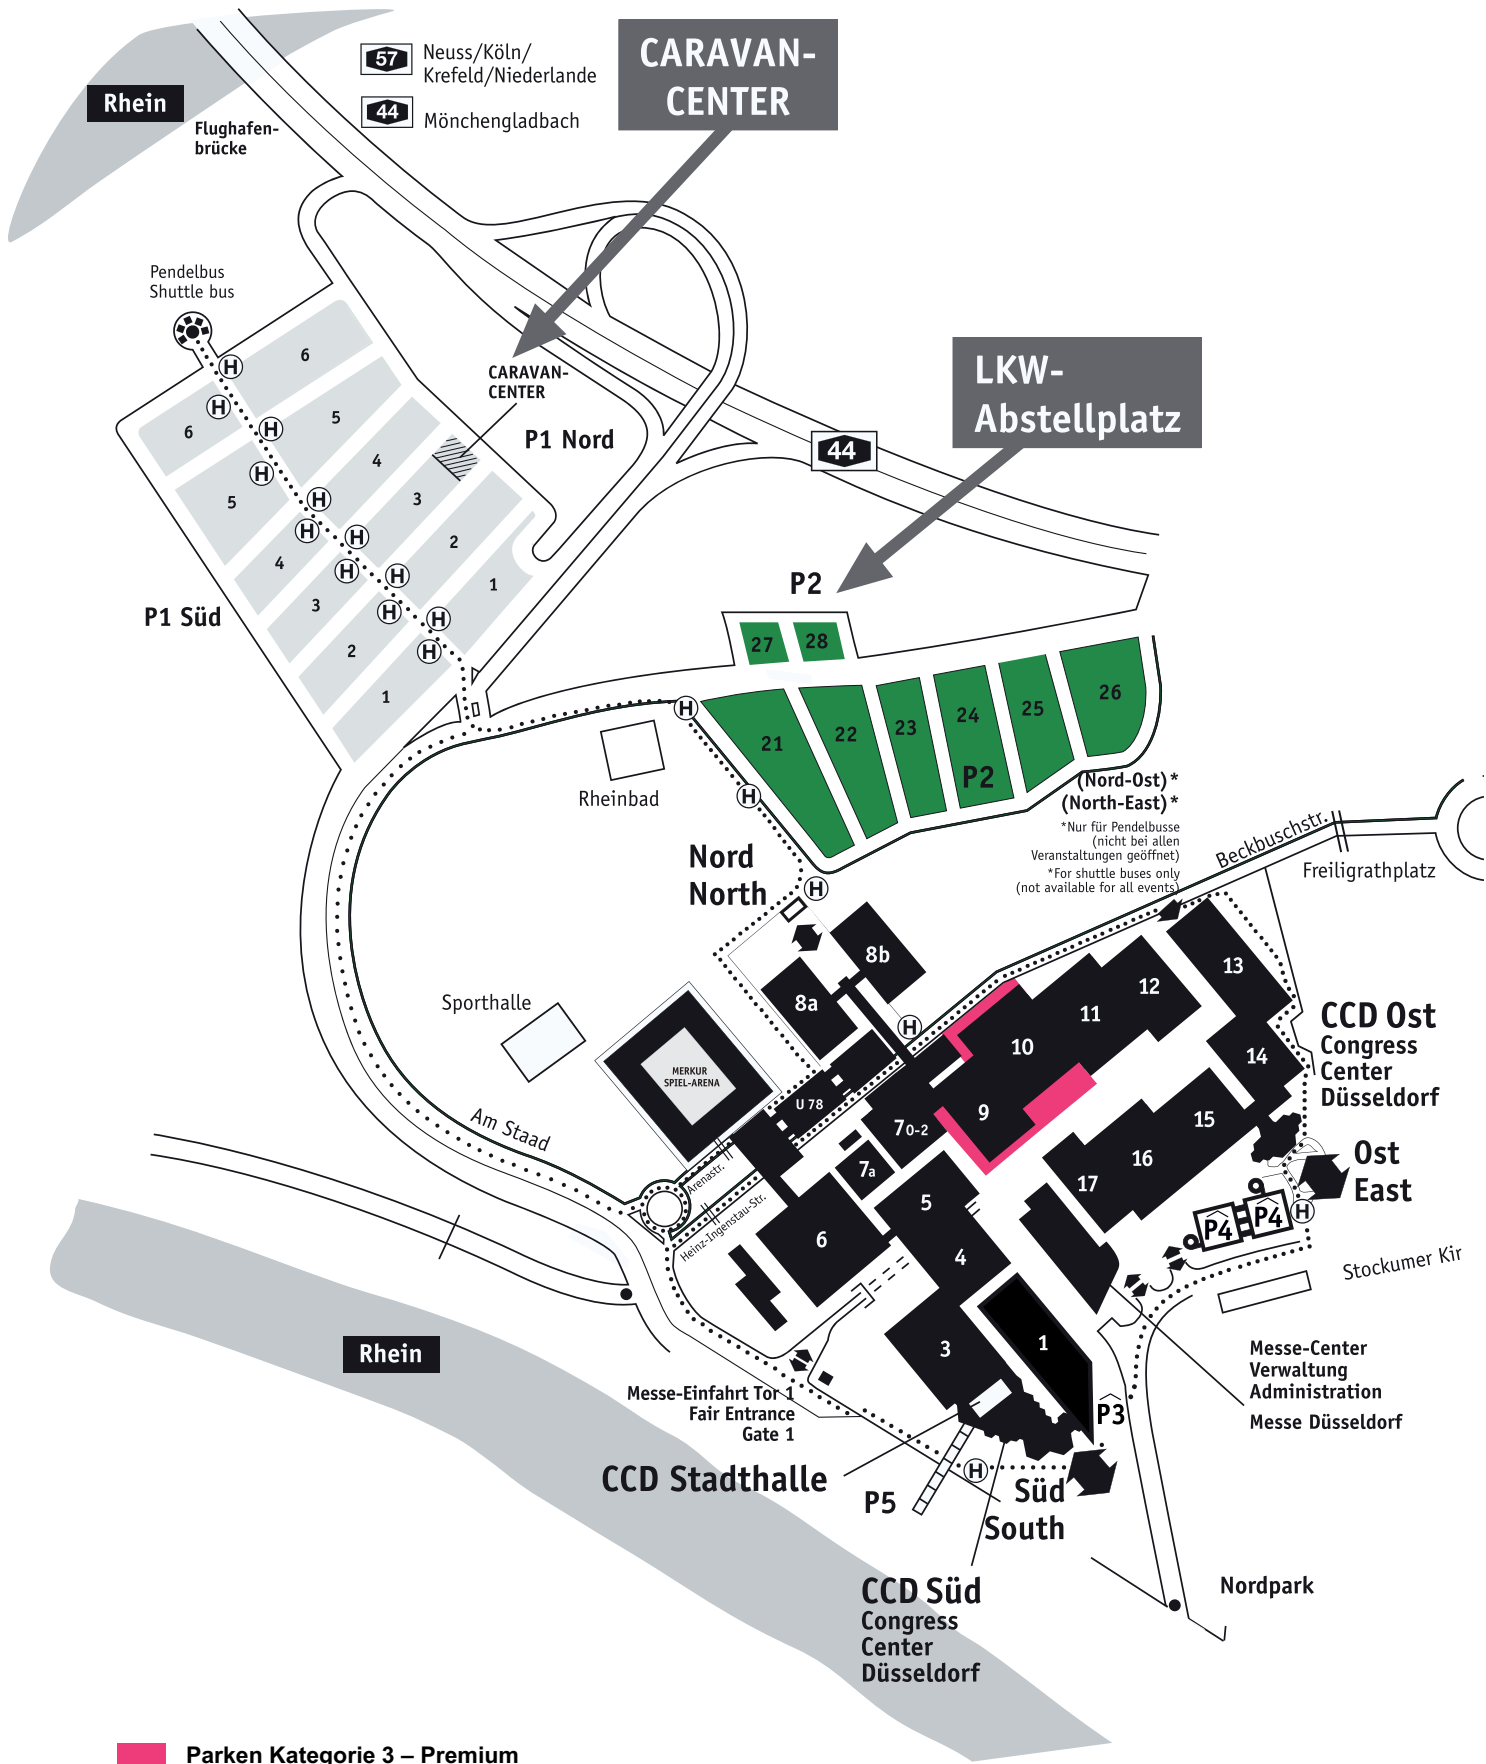 57
Neuss/Köln/
Krefeld/Niederlande
44
Mönchengladbach
CARAVAN-
CENTER
Rhein
Flughafen-
brücke
Pendelbus
Shuttle bus
H
H
H
H
H
H
H
H
H
H
H
H
6
6
5
5
4
4
3
3
2
2
1
1
CARAVAN-
CENTER
P1 Nord
P1 Süd
LKW-
Abstellplatz
44
P2
27
28
21
22
23
24
25
26
P2
(Nord-Ost)*
(North-East)*
*Nur für Pendelbusse
(nicht bei allen
Veranstaltungen geöffnet)
*For shuttle buses only
(not available for all events)
H
H
H
Rheinbad
Nord
North
Beckbuschstr.
Freiligrathplatz
Sporthalle
MERKUR
SPIEL-ARENA
8b
8a
H
U 78
13
12
11
10
9
14
15
16
17
70-2
7a
5
6
4
3
1
CCD Ost
Congress
Center
Düsseldorf
Ost
East
P4
P4
H
Stockumer Kir
Am Staad
Arenastr.
Heinz-Ingenstau-Str.
Rhein
Messe-Einfahrt Tor 1
Fair Entrance
Gate 1
Messe-Center
Verwaltung
Administration
Messe Düsseldorf
P3
CCD Stadthalle
P5
H
Süd
South
CCD Süd
Congress
Center
Düsseldorf
Nordpark
Parken Kategorie 3 – Premium